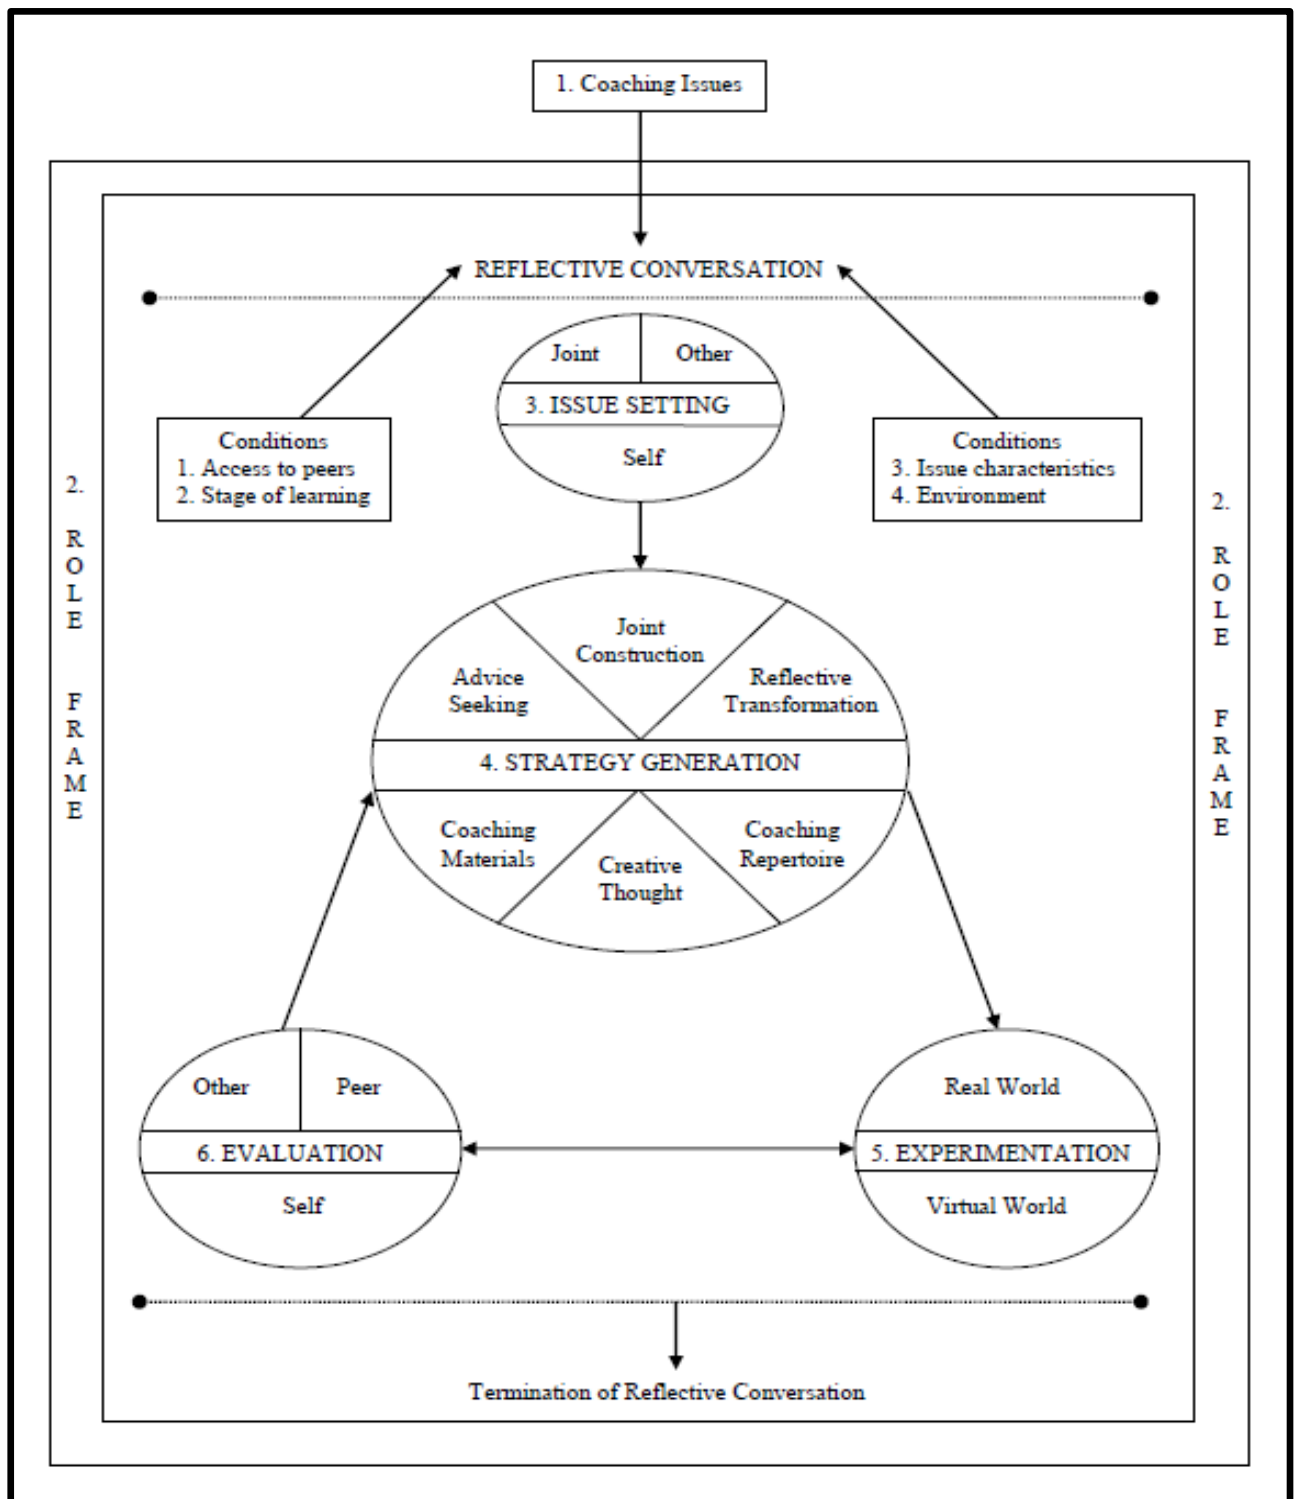 1. Coaching Issues
REFLECTIVE CONVERSATION
Joint
Other
3. ISSUE SETTING
Self
Conditions
1. Access to peers
2. Stage of learning
Conditions
3. Issue characteristics
4. Environment
2.
R
O
L
E
F
R
A
M
E
2.
R
O
L
E
F
R
A
M
E
Joint
Construction
Advice
Seeking
Reflective
Transformation
4. STRATEGY GENERATION
Coaching
Materials
Creative
Thought
Coaching
Repertoire
Other
Peer
6. EVALUATION
Self
Real World
5. EXPERIMENTATION
Virtual World
Termination of Reflective Conversation